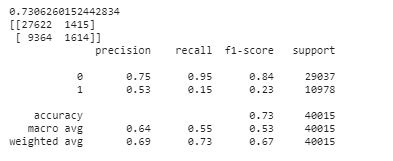 0.7306260152442834
[[27622 1415]
[ 9364 1614]]
precision recall f1-score support
0 0.75 0.95 0.84 29037
1 0.53 0.15 0.23 10978
accuracy 0.73 40015
macro avg 0.64 0.55 0.53 40015
weighted avg 0.69 0.73 0.67 40015